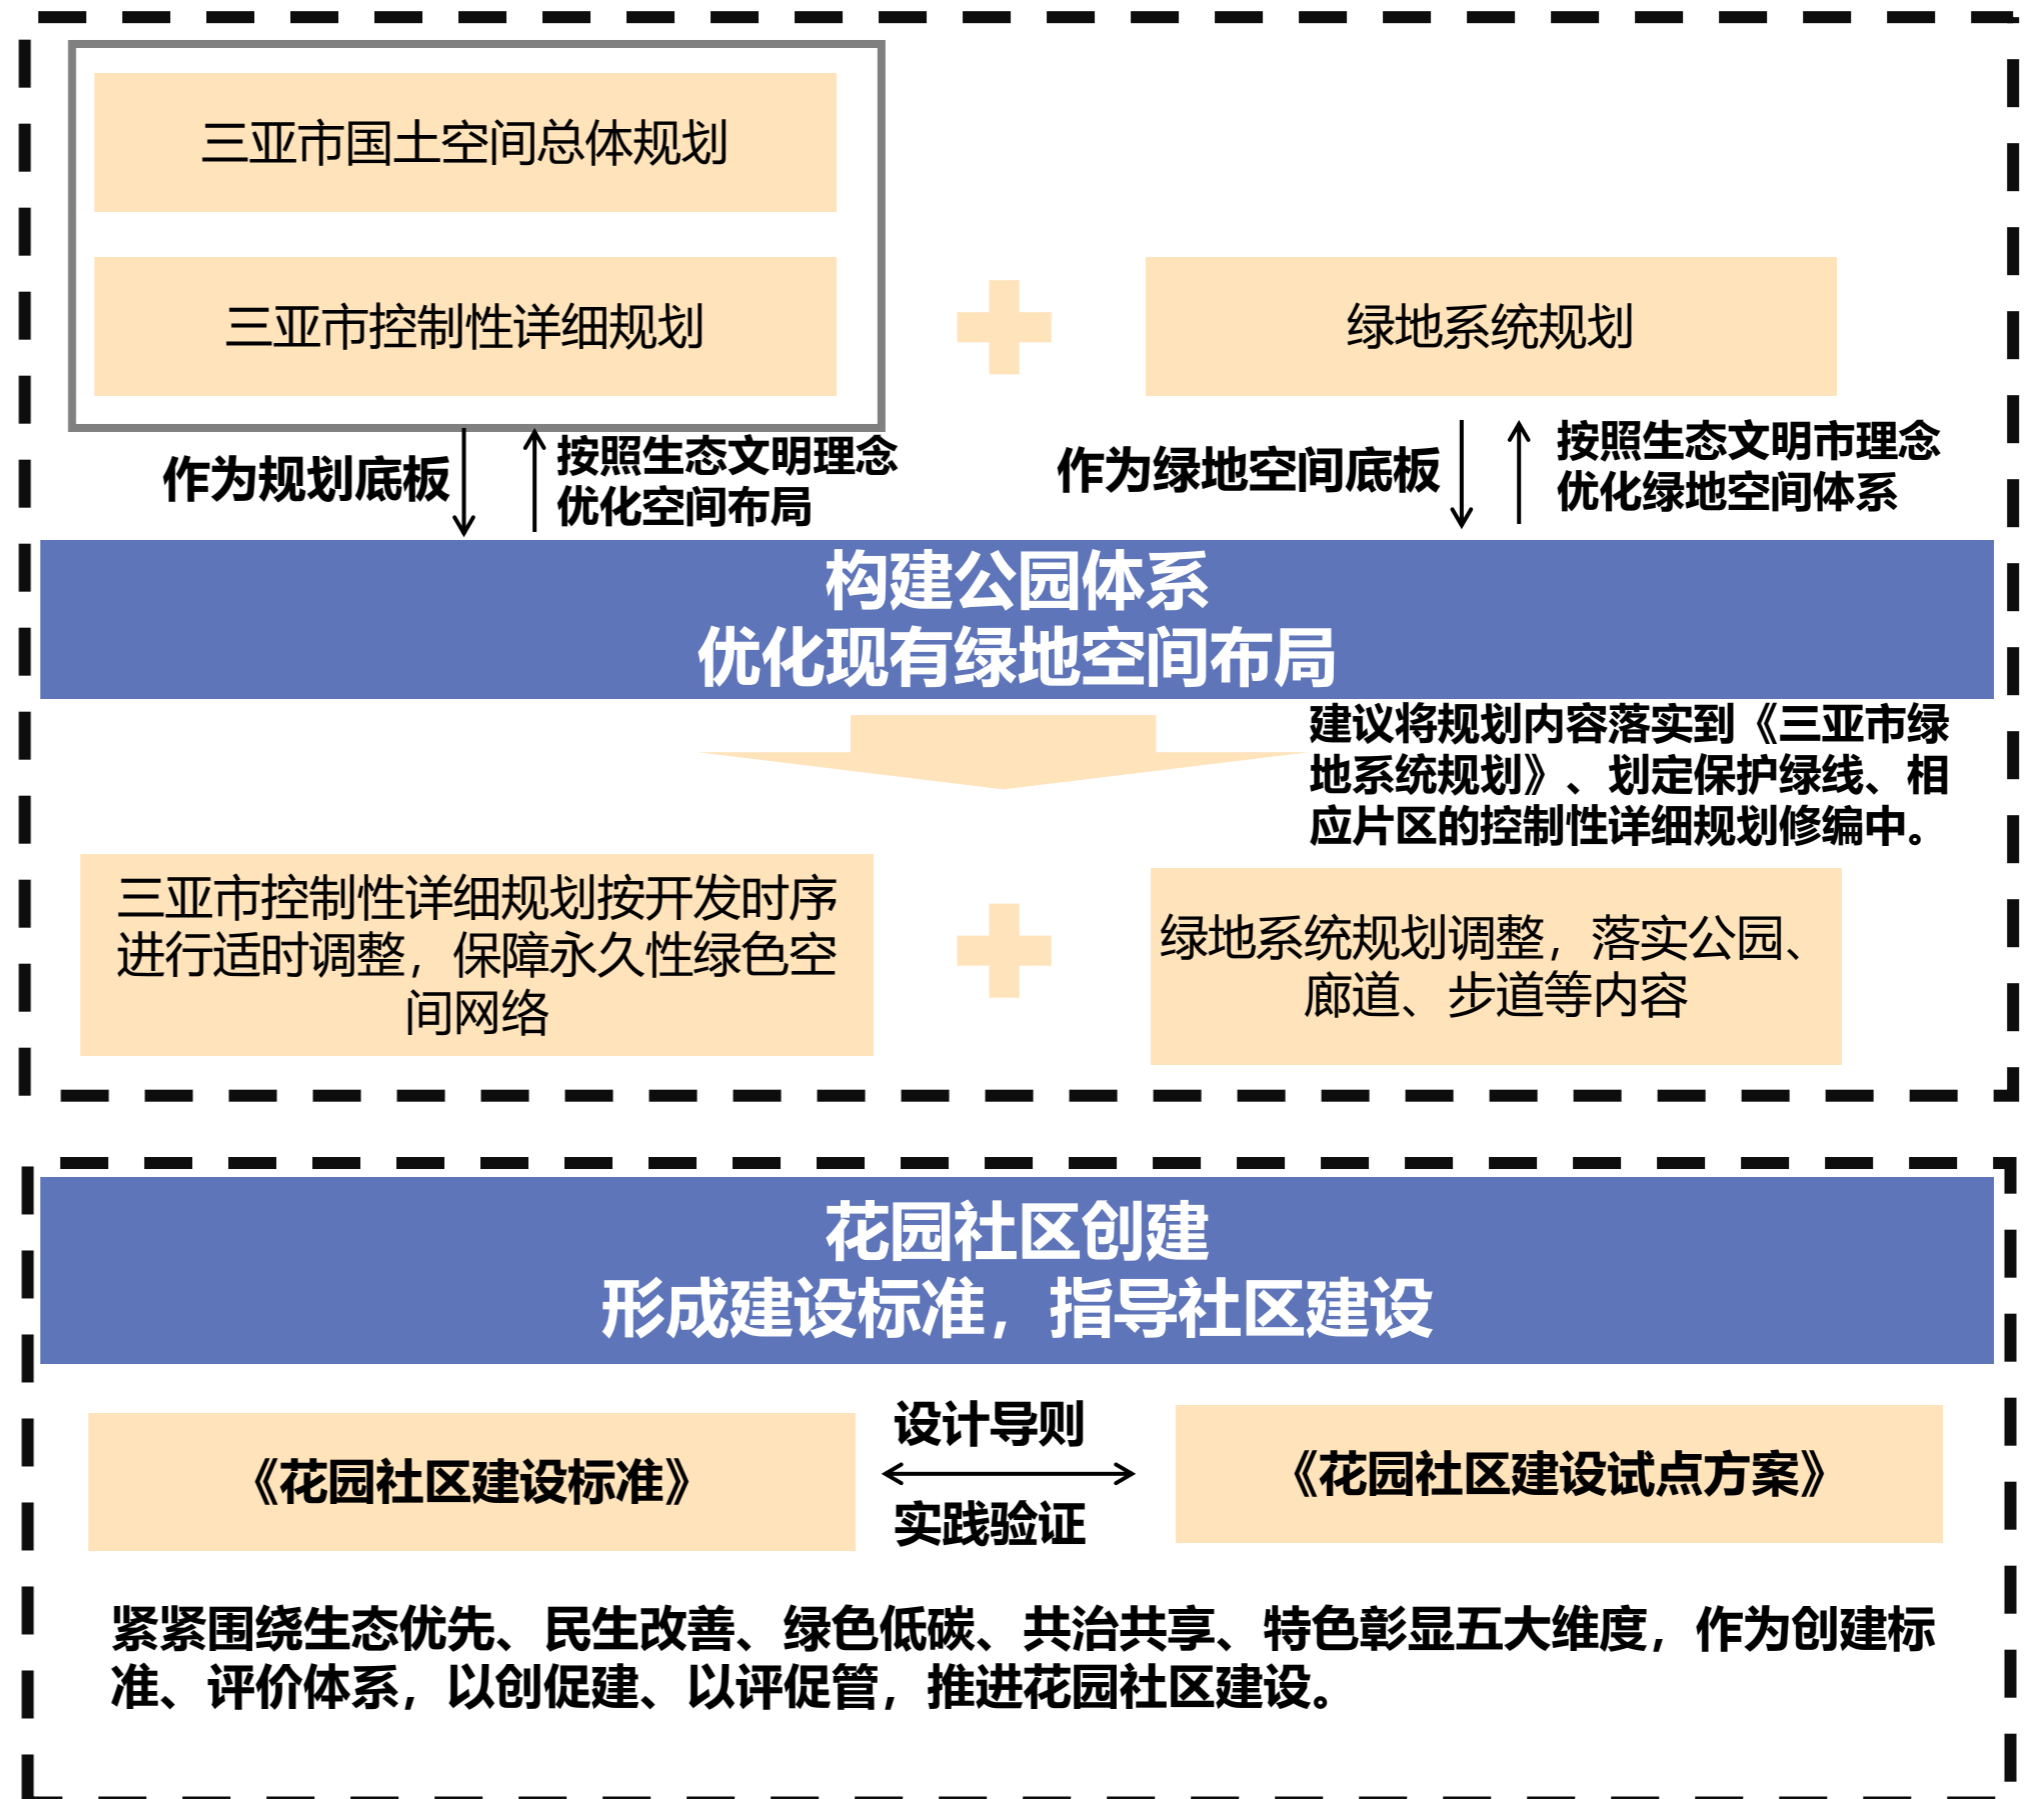 三亚市国土空间总体规划
三亚市控制性详细规划
绿地系统规划
作为规划底板
按照生态文明理念
优化空间布局
作为绿地空间底板
按照生态文明市理念
优化绿地空间体系
构建公园体系
优化现有绿地空间布局
建议将规划内容落实到《三亚市绿
地系统规划》、划定保护绿线、相
应片区的控制性详细规划修编中。
三亚市控制性详细规划按开发时序
进行适时调整，保障永久性绿色空
间网络
绿地系统规划调整，落实公园、
廊道、步道等内容
花园社区创建
形成建设标准，指导社区建设
《花园社区建设标准》
设计导则
实践验证
《花园社区建设试点方案》
紧紧围绕生态优先、民生改善、绿色低碳、共治共享、特色彰显五大维度，作为创建标
准、评价体系，以创促建、以评促管，推进花园社区建设。